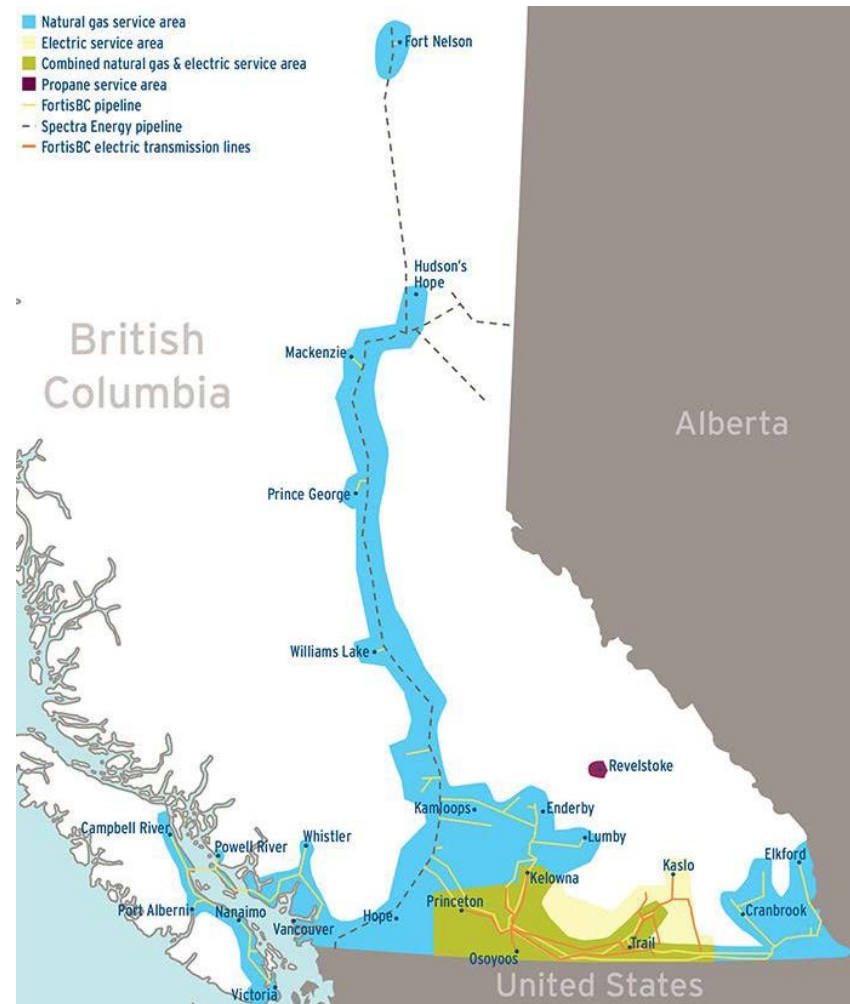 Natural gas service area
Electric service area
Combined natural gas & electric service area
Propane service area
FortisBC pipeline
Spectra Energy pipeline
FortisBC electric transmission lines
Fort Nelson
Hudson's
Hope
British
Columbia
Mackenzie
Alberta
Prince George
Williams Lake
Revelstoke
Kamloops
Enderby
Campbell River
Powell River
Whistler
Lumby
Kaslo
Elkford
Kelowna
Princeton
Port Alberni
Nanaimo
Vancouver
Hope
Cranbrook
Trail
Osoyoos
Victoria
United States